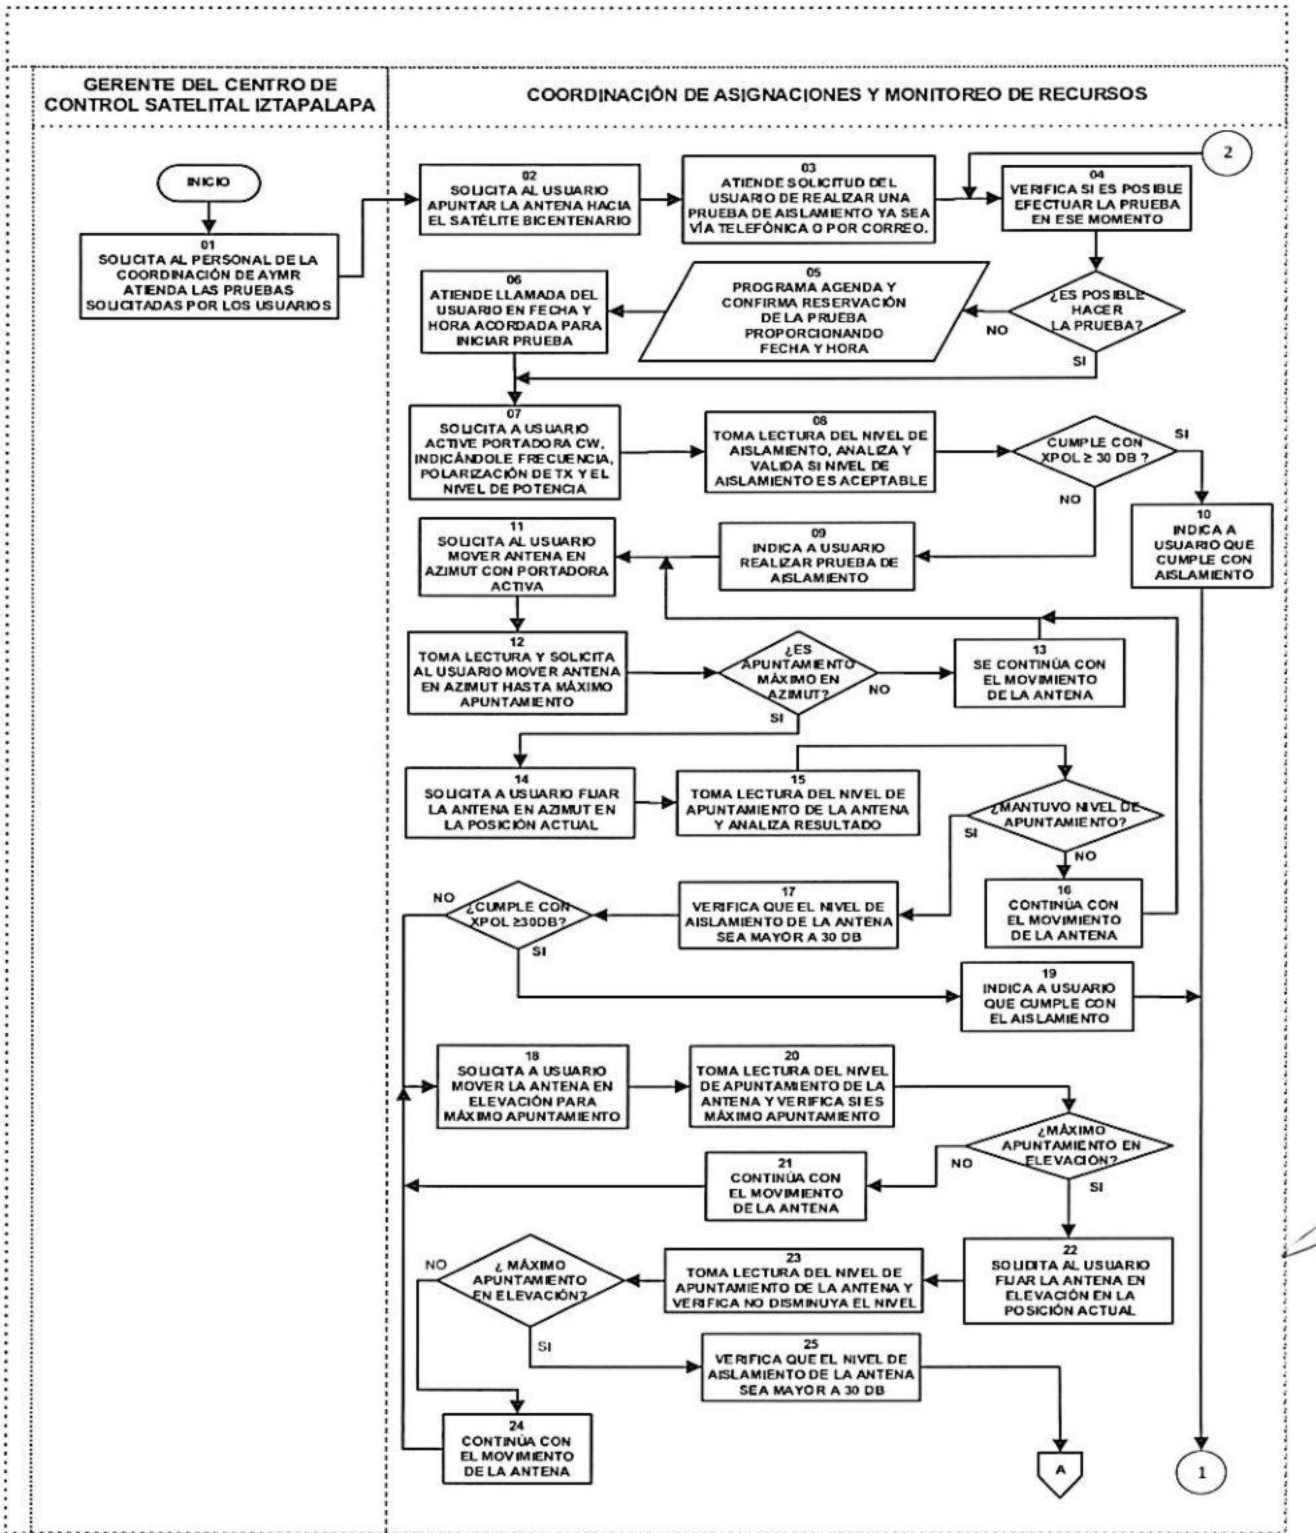 GERENTE DEL CENTRO DE
CONTROL SATELITAL IZTAPALAPA
COORDINACIÓN DE ASIGNACIONES Y MONITOREO DE RECURSOS
INICIO
01
SOLICITA AL PERSONAL DE LA
COORDINACIÓN DE AYMR
ATIENDA LAS PRUEBAS
SOLICITADAS POR LOS USUARIOS
02
SOLICITA AL USUARIO
APUNTAR LA ANTENA HACIA
EL SATÉLITE BICENTENARIO
03
ATIENDE SOLICITUD DEL
USUARIO DE REALIZAR UNA
PRUEBA DE AISLAMIENTO YA SEA
VÍA TELEFÓNICA O POR CORREO.
2
04
VERIFICA SI ES POSIBLE
EFECTUAR LA PRUEBA
EN ESE MOMENTO
¿ES POSIBLE
HACER
LA PRUEBA?
NO
SI
05
PROGRAMA AGENDA Y
CONFIRMA RESERVACIÓN
DE LA PRUEBA
PROPORCIONANDO
FECHA Y HORA
06
ATIENDE LLAMADA DEL
USUARIO EN FECHA Y
HORA ACORDADA PARA
INICIAR PRUEBA
07
SOLICITA A USUARIO
ACTIVE PORTADORA CW,
INDICÁNDOLE FRECUENCIA,
POLARIZACIÓN DE TX Y EL
NIVEL DE POTENCIA
08
TOMA LECTURA DEL NIVEL DE
AISLAMIENTO, ANALIZA Y
VALIDA SI NIVEL DE
AISLAMIENTO ES ACEPTABLE
CUMPLE CON
XPOL ≥ 30 DB ?
SI
NO
10
INDICA A
USUARIO QUE
CUMPLE CON
AISLAMIENTO
09
INDICA A USUARIO
REALIZAR PRUEBA DE
AISLAMIENTO
11
SOLICITA AL USUARIO
MOVER ANTENA EN
AZIMUT CON PORTADORA
ACTIVA
12
TOMA LECTURA Y SOLICITA
AL USUARIO MOVER ANTENA
EN AZIMUT HASTA MÁXIMO
APUNTAMIENTO
¿ES
APUNTAMIENTO
MÁXIMO EN
AZIMUT?
NO
SI
13
SE CONTINÚA CON
EL MOVIMIENTO
DE LA ANTENA
14
SOLICITA A USUARIO FIJAR
LA ANTENA EN AZIMUT EN
LA POSICIÓN ACTUAL
15
TOMA LECTURA DEL NIVEL DE
APUNTAMIENTO DE LA ANTENA
Y ANALIZA RESULTADO
¿MANTUVO NIVEL DE
APUNTAMIENTO?
SI
NO
16
CONTINÚA CON
EL MOVIMIENTO
DE LA ANTENA
17
VERIFICA QUE EL NIVEL DE
AISLAMIENTO DE LA ANTENA
SEA MAYOR A 30 DB
¿CUMPLE CON
XPOL ≥30DB?
NO
SI
19
INDICA A USUARIO
QUE CUMPLE CON
EL AISLAMIENTO
18
SOLICITA A USUARIO
MOVER LA ANTENA EN
ELEVACIÓN PARA
MÁXIMO APUNTAMIENTO
20
TOMA LECTURA DEL NIVEL
DE APUNTAMIENTO DE LA
ANTENA Y VERIFICA SI ES
MÁXIMO APUNTAMIENTO
¿MÁXIMO
APUNTAMIENTO EN
ELEVACIÓN?
NO
SI
21
CONTINÚA CON
EL MOVIMIENTO
DE LA ANTENA
22
SOLIDITA AL USUARIO
FIJAR LA ANTENA EN
ELEVACIÓN EN LA
POSICIÓN ACTUAL
23
TOMA LECTURA DEL NIVEL DE
APUNTAMIENTO DE LA ANTENA Y
VERIFICA NO DISMINUYA EL NIVEL
¿ MÁXIMO
APUNTAMIENTO
EN ELEVACIÓN?
NO
SI
25
VERIFICA QUE EL NIVEL DE
AISLAMIENTO DE LA ANTENA
SEA MAYOR A 30 DB
24
CONTINÚA CON
EL MOVIMIENTO
DE LA ANTENA
A
1